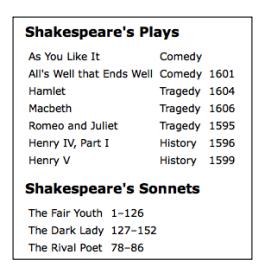 Shakespeare's Plays
As You Like It Comedy
All's Well that Ends Well Comedy 1601
Hamlet Tragedy 1604
Macbeth Tragedy 1606
Romeo and Juliet Tragedy 1595
Henry IV, Part I History 1596
Henry V History 1599
Shakespeare's Sonnets
The Fair Youth 1–126
The Dark Lady 127–152
The Rival Poet 78–86